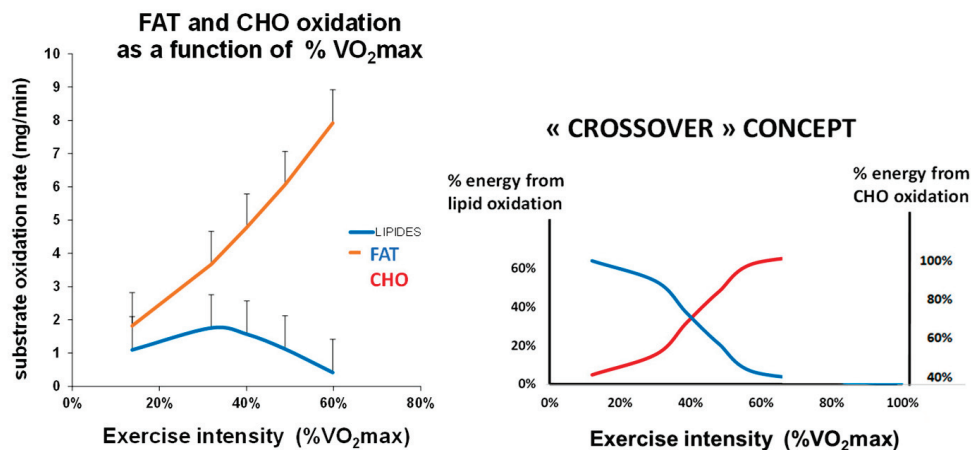 FAT and CHO oxidation
as a function of % VO₂max
substrate oxidation rate (mg/min)
10
9
8
7
6
5
4
3
2
1
0
0% 20% 40% 60% 80%
Exercise intensity (%VO₂max)
LIPIDES
FAT
CHO
« CROSSOVER » CONCEPT
% energy from
lipid oxidation
% energy from
CHO oxidation
60%
40%
20%
0%
100%
80%
60%
40%
0% 20% 40% 60% 80% 100%
Exercise intensity (%VO₂max)